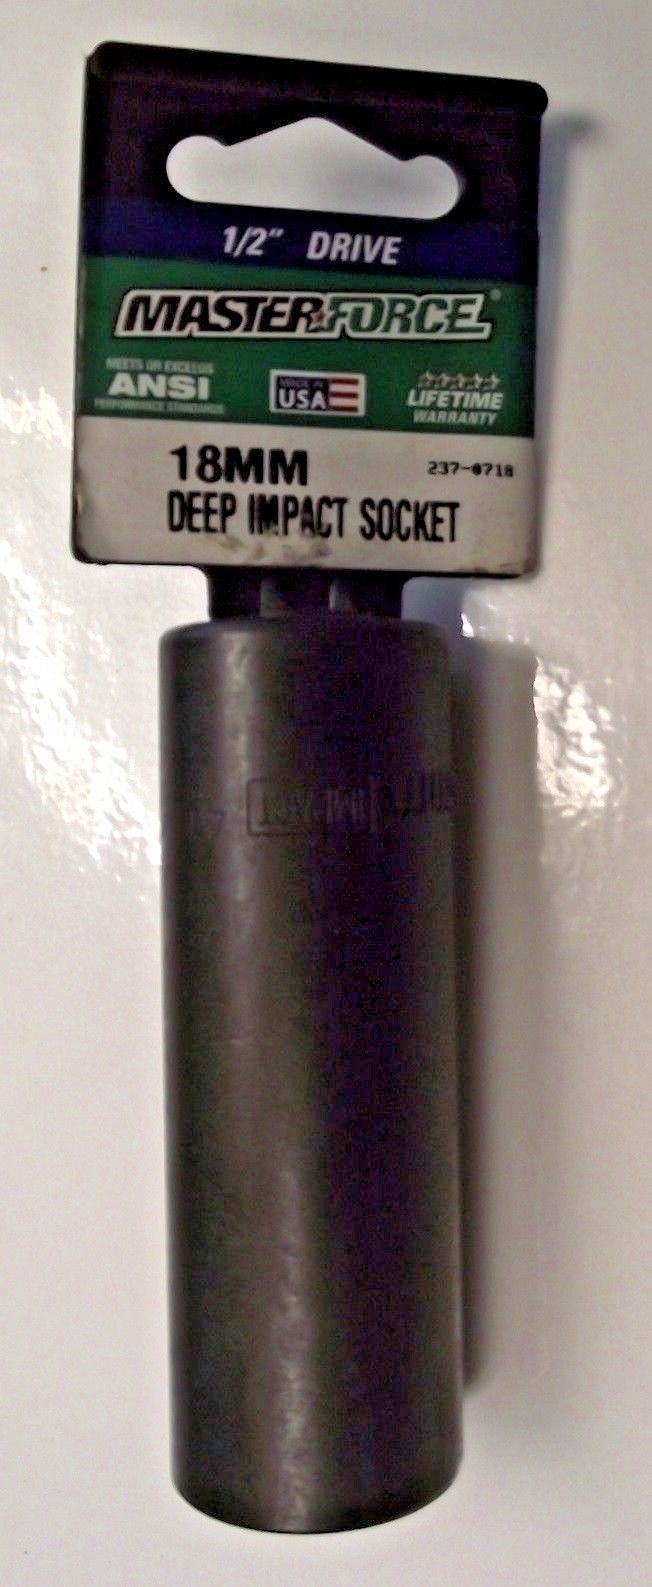 1/2" DRIVE
MASTERFORCE®
MEETS OR EXCEEDS
ANSI
PERFORMANCE STANDARDS
MADE IN
USA
LIFETIME
WARRANTY
18MM
237-0718
DEEP IMPACT SOCKET